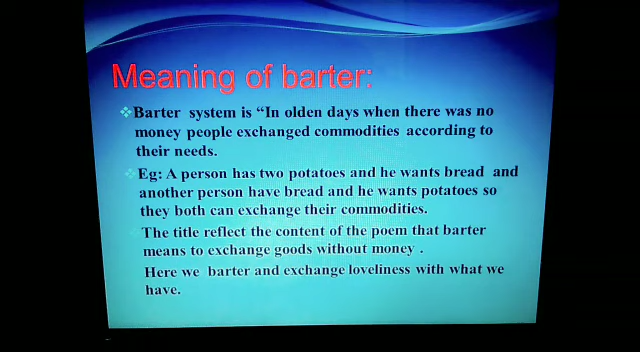 Meaning of barter:
Barter system is “In olden days when there was no
money people exchanged commodities according to
their needs.
Eg: A person has two potatoes and he wants bread and
another person have bread and he wants potatoes so
they both can exchange their commodities.
The title reflect the content of the poem that barter
means to exchange goods without money .
Here we barter and exchange loveliness with what we
have.